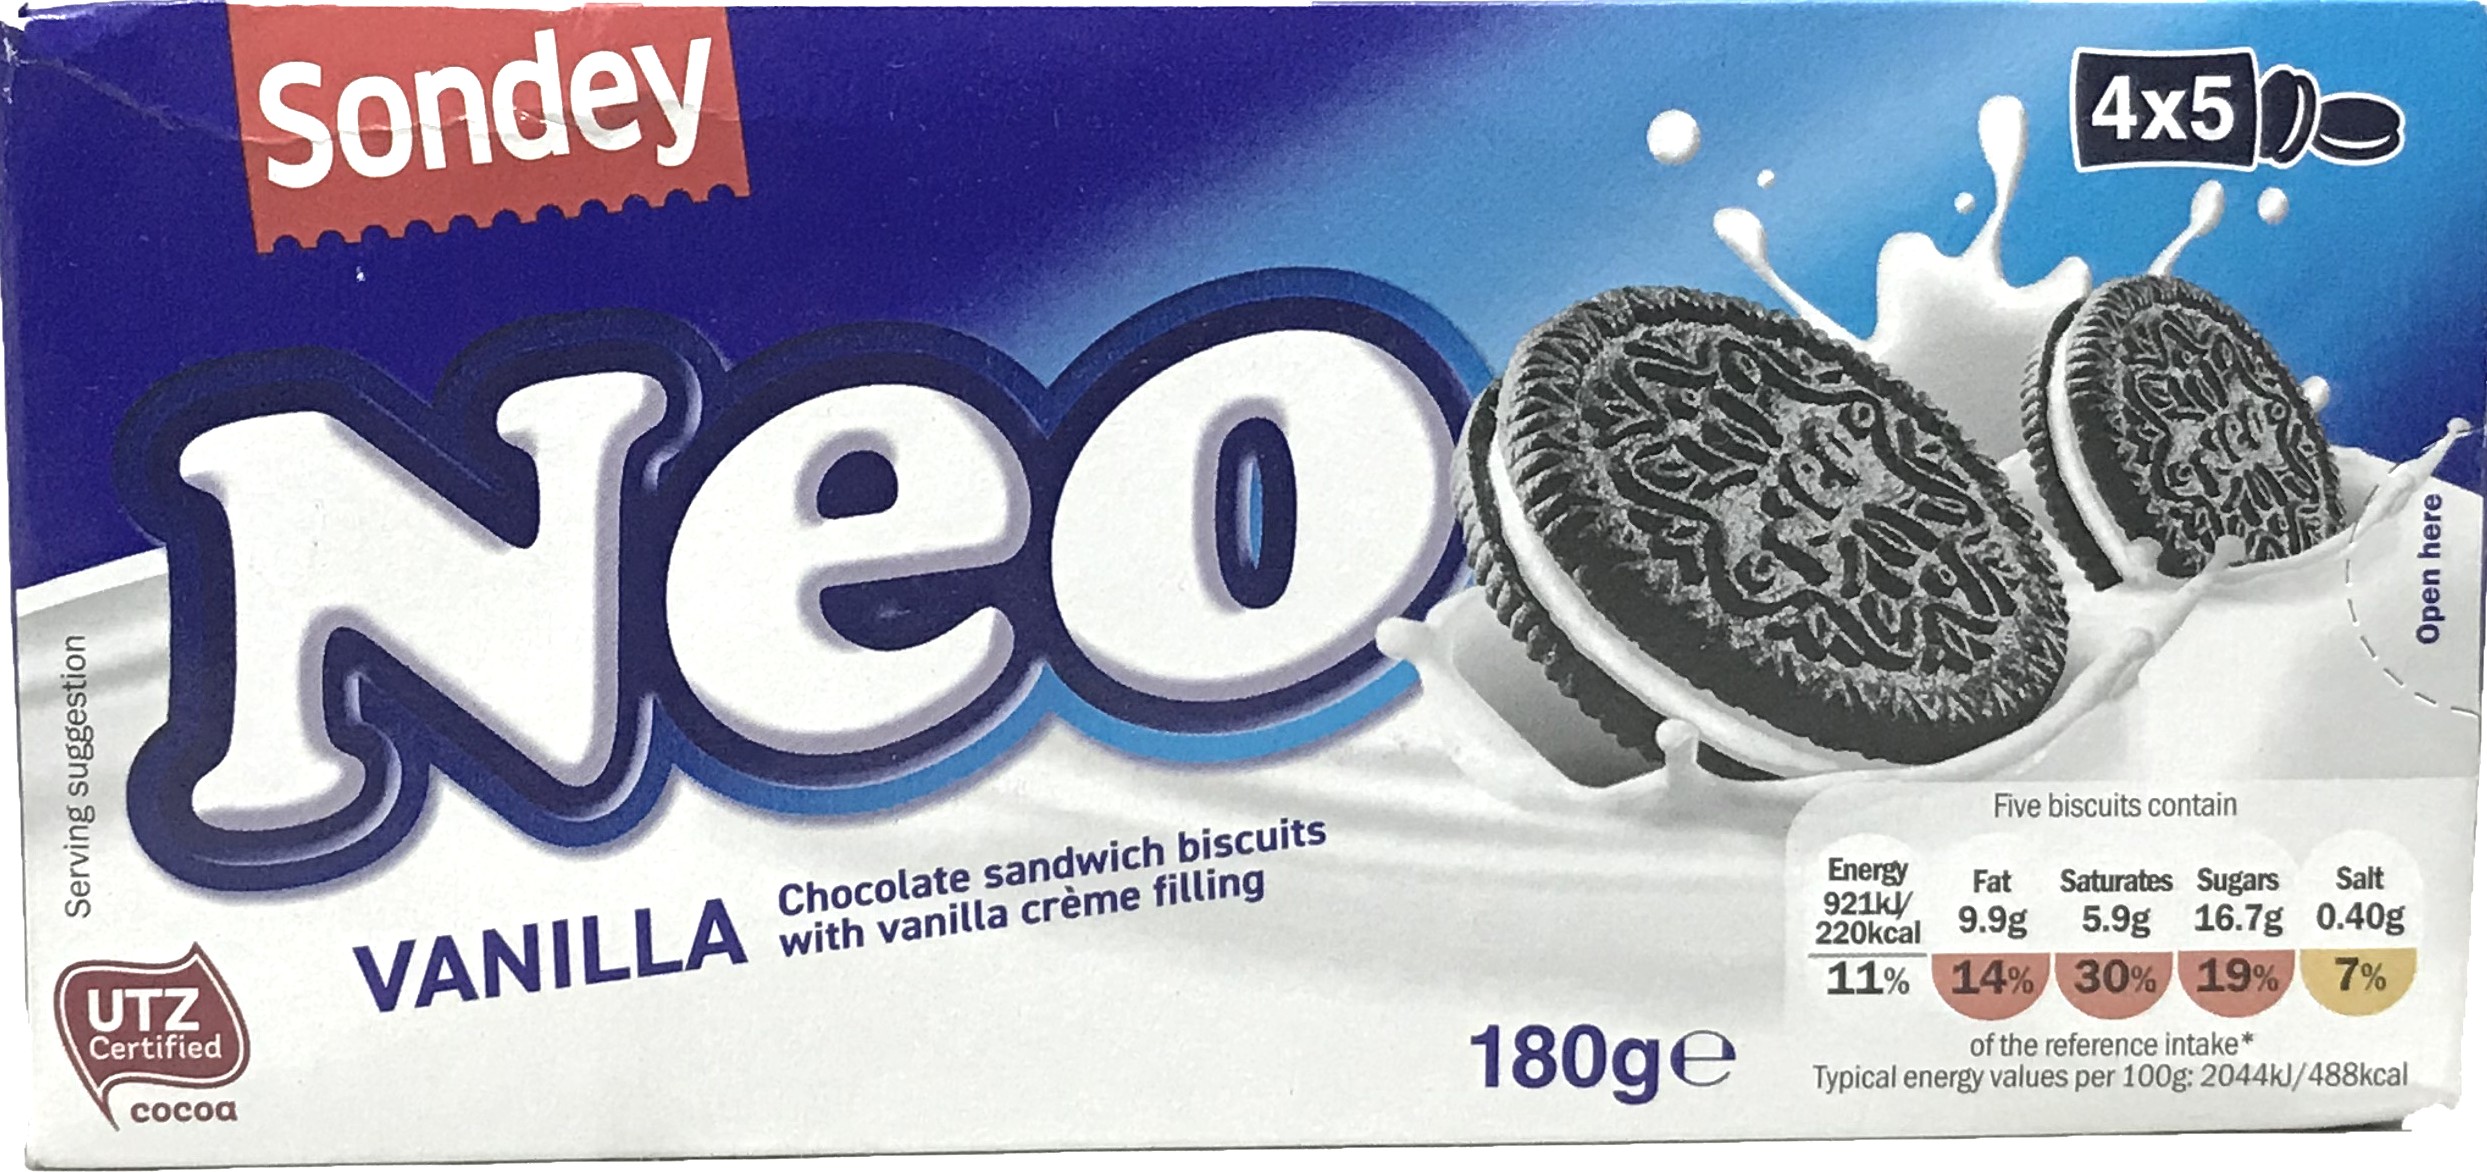 Sondey
4x5
Neo
Open here
Serving suggestion
VANILLA
Chocolate sandwich biscuits
with vanilla crème filling
UTZ
Certified
cocoa
180g℮
Five biscuits contain
Energy Fat Saturates Sugars Salt
921kJ/
220kcal 9.9g 5.9g 16.7g 0.40g
11% 14% 30% 19% 7%
of the reference intake*
Typical energy values per 100g: 2044kJ/488kcal